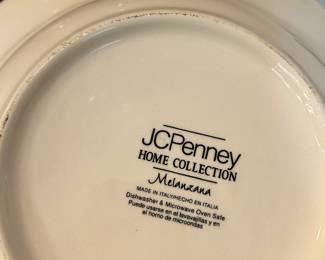 JCPenney
HOME COLLECTION
Melanzana
MADE IN ITALY/HECHO EN ITALIA
Dishwasher & Microwave Oven Safe
Puede usarse en el lavavajillas y en
el horno de microondas